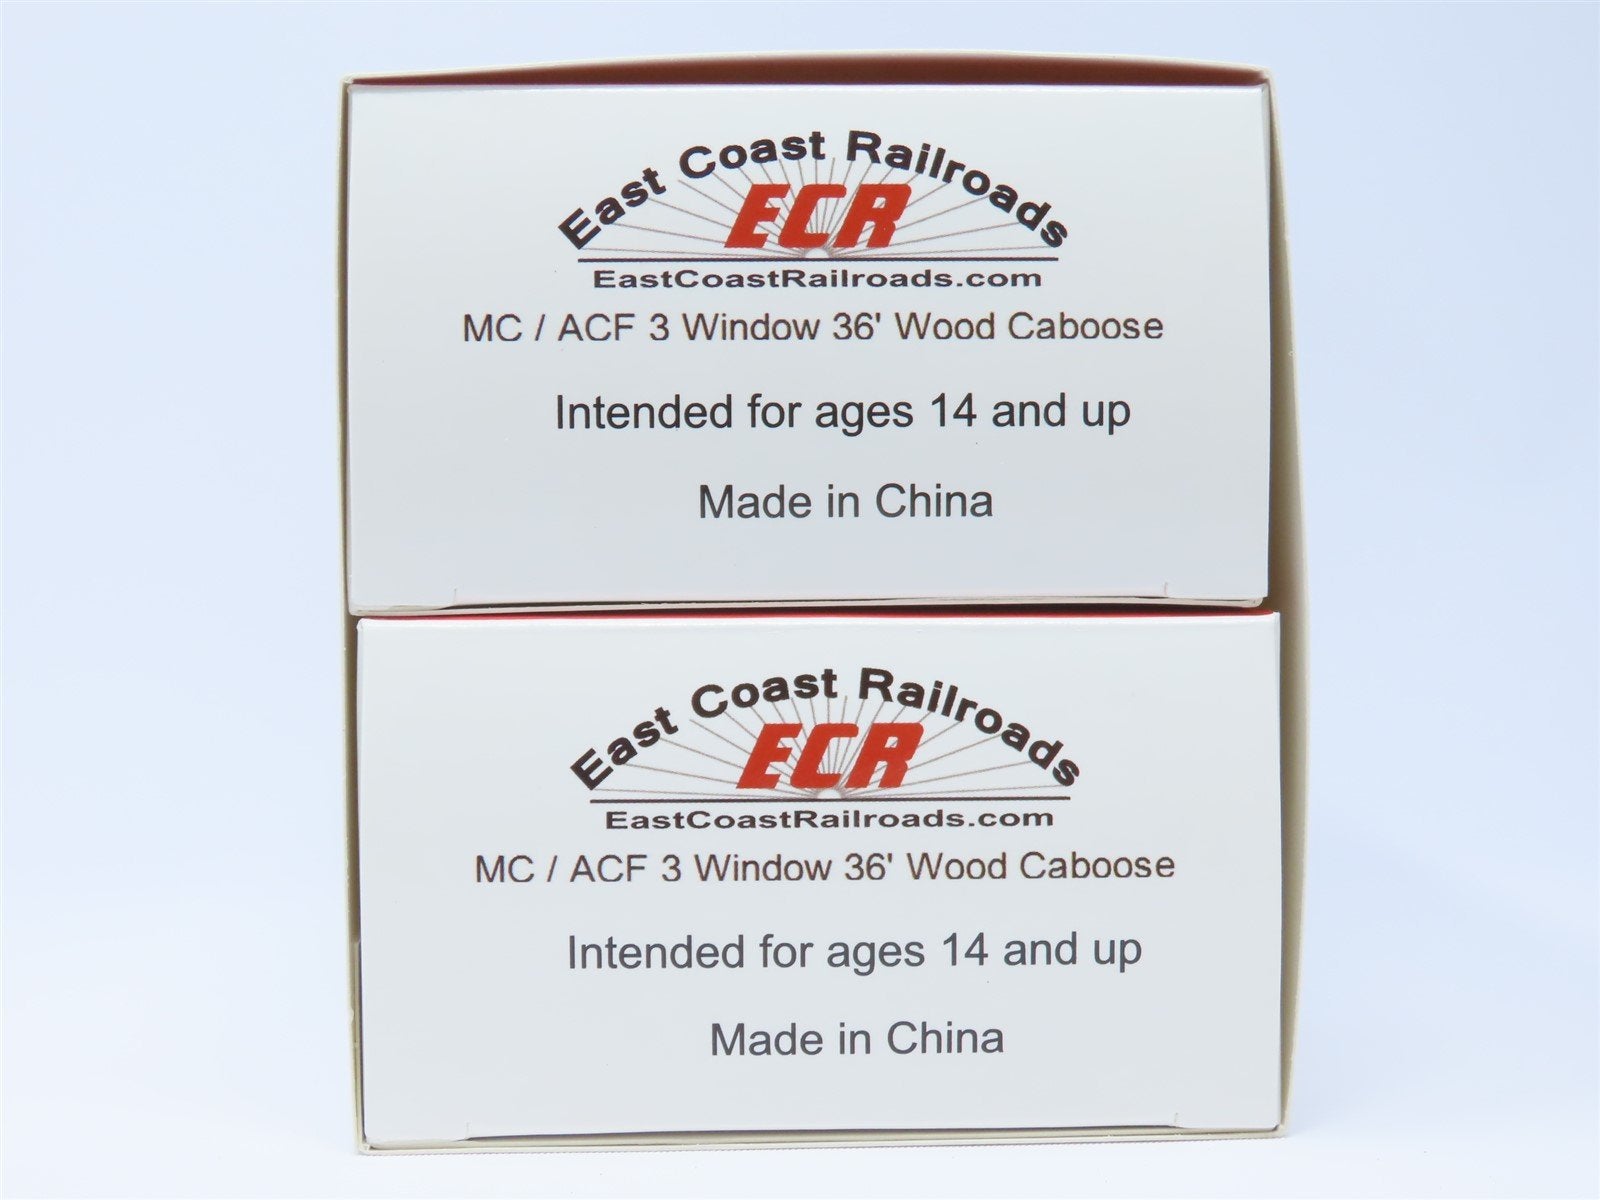 East Coast Railroads
ECR
EastCoastRailroads.com
MC / ACF 3 Window 36' Wood Caboose
Intended for ages 14 and up
Made in China
East Coast Railroads
ECR
EastCoastRailroads.com
MC / ACF 3 Window 36' Wood Caboose
Intended for ages 14 and up
Made in China